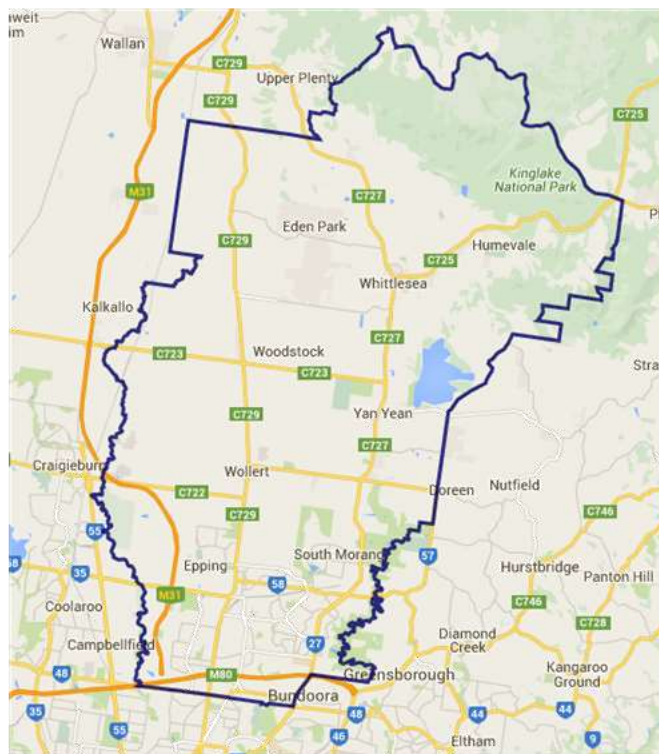 aweit
im
Wallan
C729
Upper Plenty
C729
C725
M31
Kinglake
National Park
C727
Eden Park
C729
Humevale
C725
Whittlesea
Kalkallo
C727
C723
Woodstock
C723
Stra
C729
Yan Yean
C727
Craigieburn
Wollert
C722
Doreen
Nutfield
C746
C729
55
South Morang
57
Epping
58
Hurstbridge
Panton Hill
35
M31
Coolaroo
C746
C728
27
Campbellfield
Diamond
Creek
48
M80
Greensborough
Kangaroo
Ground
Bundoora
35
55
48
44
44
46
Eltham
9